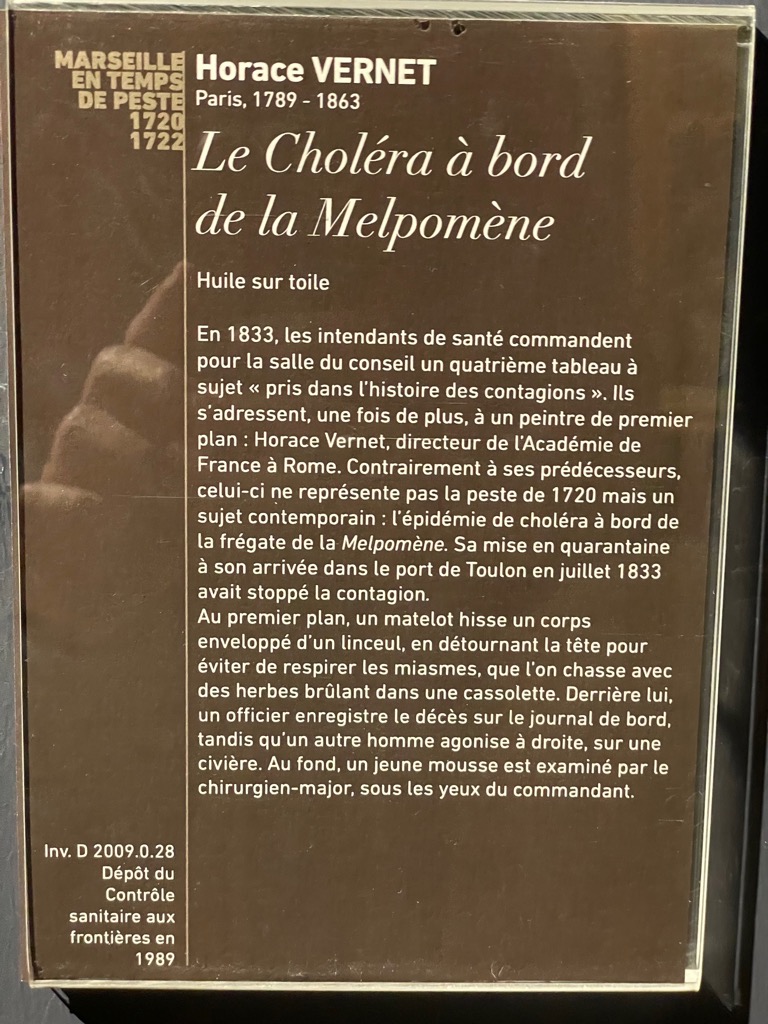 MARSEILLE
EN TEMPS
DE PESTE
1720
1722
Horace VERNET
Paris, 1789 - 1863
Le Choléra à bord
de la Melpomène
Huile sur toile
En 1833, les intendants de santé commandent
pour la salle du conseil un quatrième tableau à
sujet « pris dans l'histoire des contagions ». Ils
s'adressent, une fois de plus, à un peintre de premier
plan : Horace Vernet, directeur de l'Académie de
France à Rome. Contrairement à ses prédécesseurs,
celui-ci ne représente pas la peste de 1720 mais un
sujet contemporain : l'épidémie de choléra à bord de
la frégate de la Melpomène. Sa mise en quarantaine
à son arrivée dans le port de Toulon en juillet 1833
avait stoppé la contagion.
Au premier plan, un matelot hisse un corps
enveloppé d'un linceul, en détournant la tête pour
éviter de respirer les miasmes, que l'on chasse avec
des herbes brûlant dans une cassolette. Derrière lui,
un officier enregistre le décès sur le journal de bord,
tandis qu'un autre homme agonise à droite, sur une
civière. Au fond, un jeune mousse est examiné par le
chirurgien-major, sous les yeux du commandant.
Inv. D 2009.0.28
Dépôt du
Contrôle
sanitaire aux
frontières en
1989